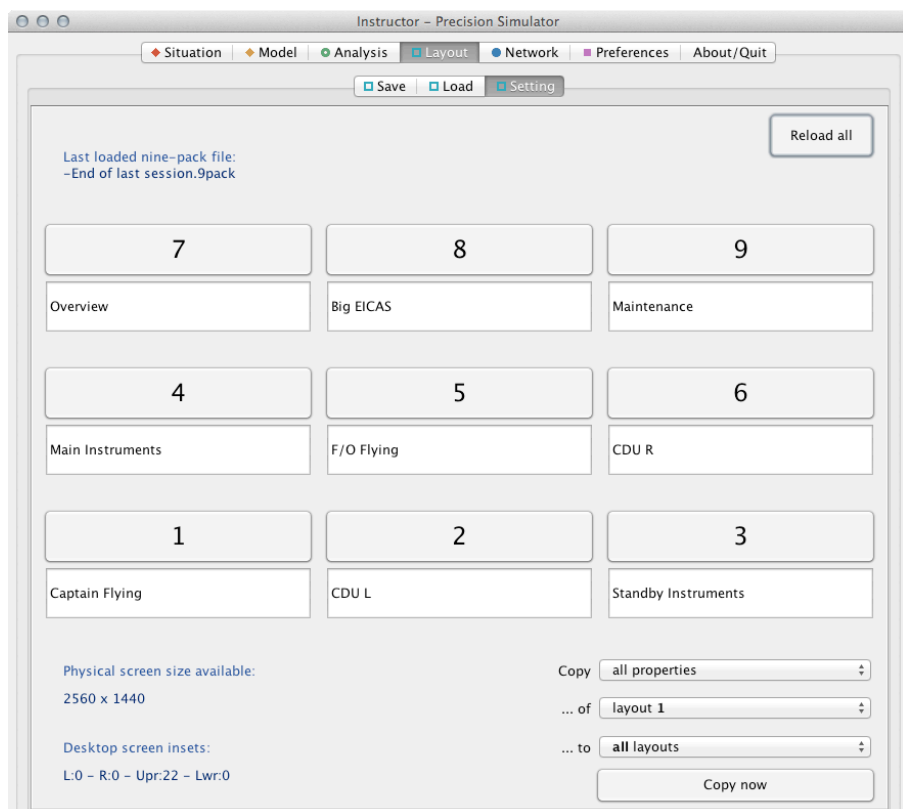 Instructor – Precision Simulator
Situation Model Analysis Layout Network Preferences About/Quit
Save Load Setting
Reload all
Last loaded nine-pack file:
-End of last session.9pack
7 8 9
Overview Big EICAS Maintenance
4 5 6
Main Instruments F/O Flying CDU R
1 2 3
Captain Flying CDU L Standby Instruments
Physical screen size available:
2560 x 1440
Desktop screen insets:
L:0 – R:0 – Upr:22 – Lwr:0
Copy all properties
... of layout 1
... to all layouts
Copy now